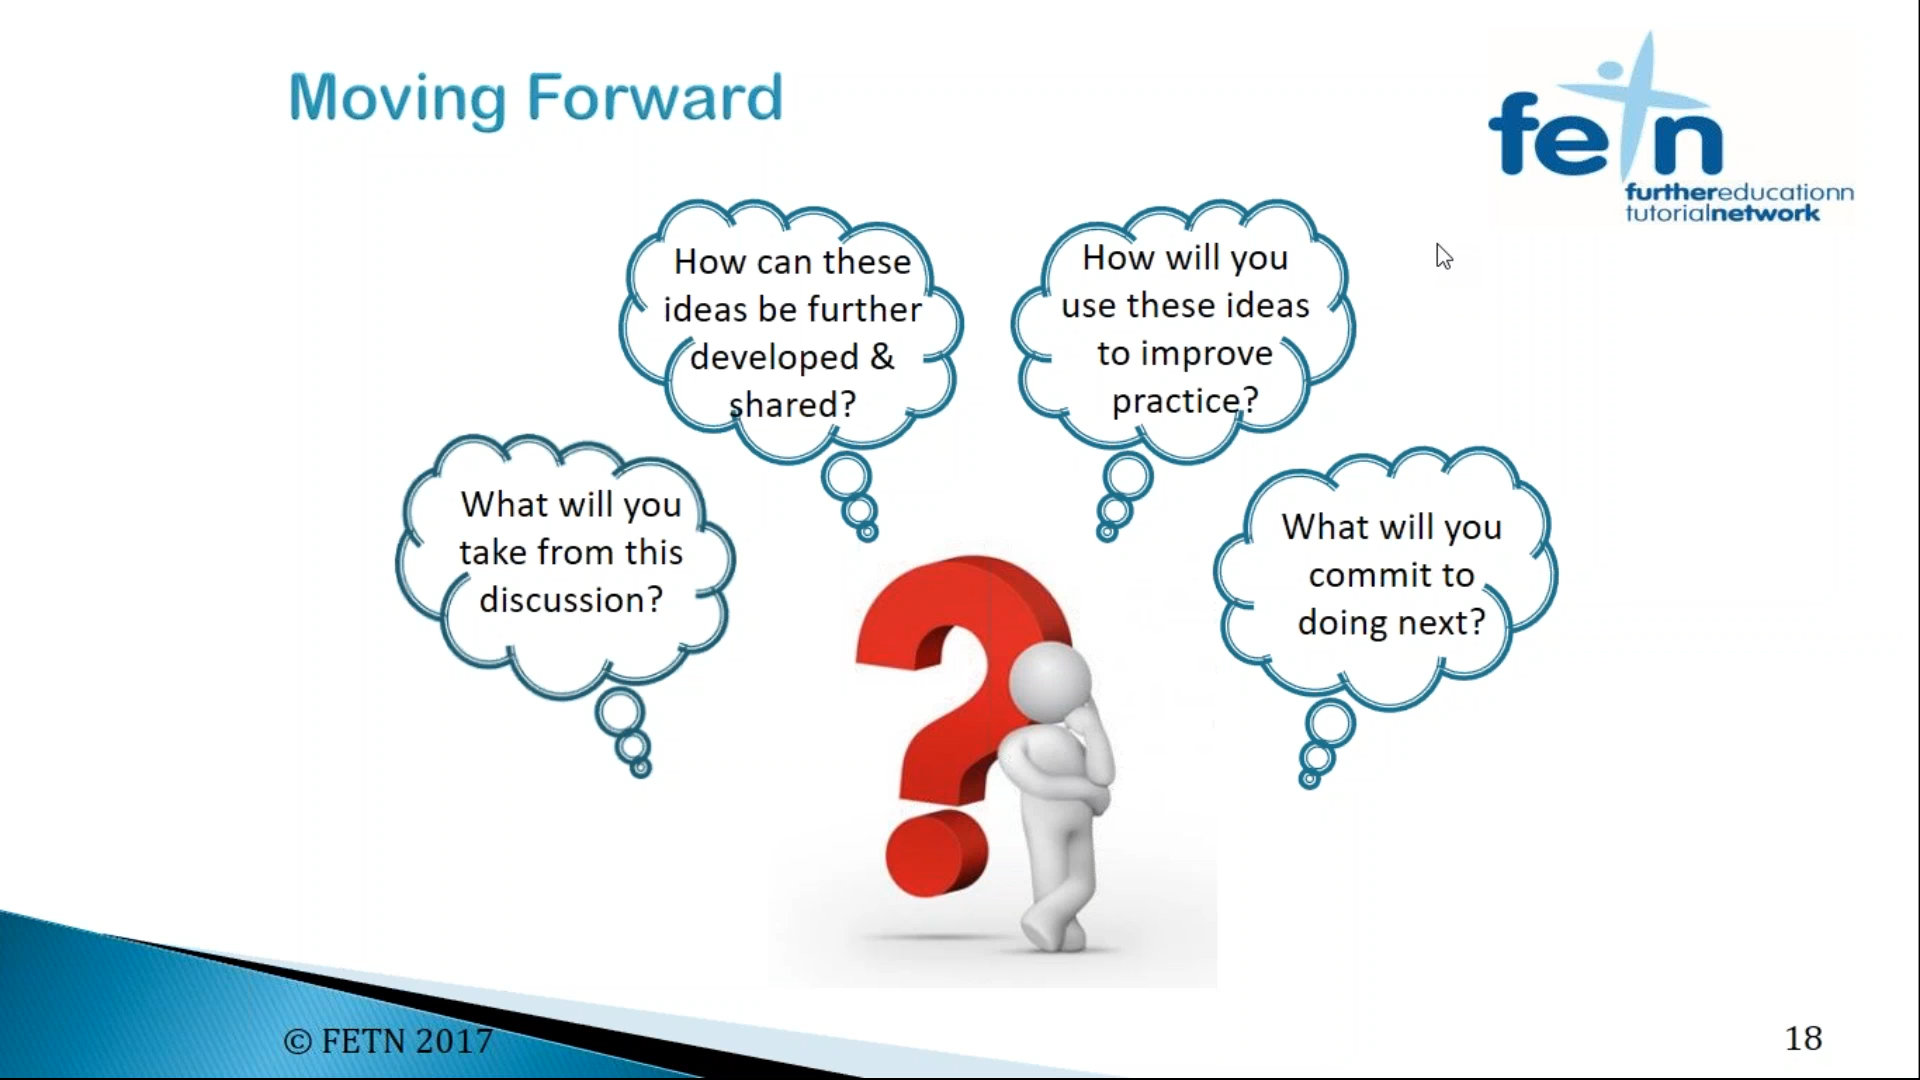 Moving Forward
fetn
furthereducationn
tutorialnetwork
How can these
ideas be further
developed &
shared?
How will you
use these ideas
to improve
practice?
What will you
take from this
discussion?
What will you
commit to
doing next?
?
© FETN 2017
18